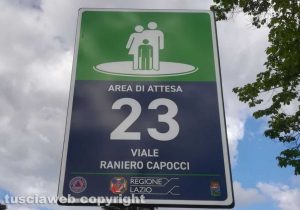 AREA DI ATTESA
23
VIALE
RANIERO CAPOCCI
REGIONE
LAZIO
tusciaweb copyright